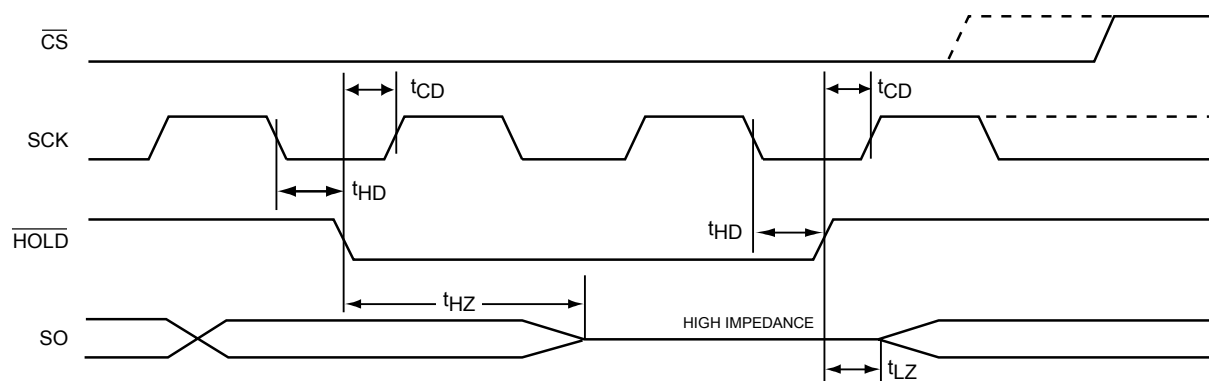 CS
tCD
tCD
SCK
tHD
HOLD
tHD
tHZ
SO
HIGH IMPEDANCE
tLZ